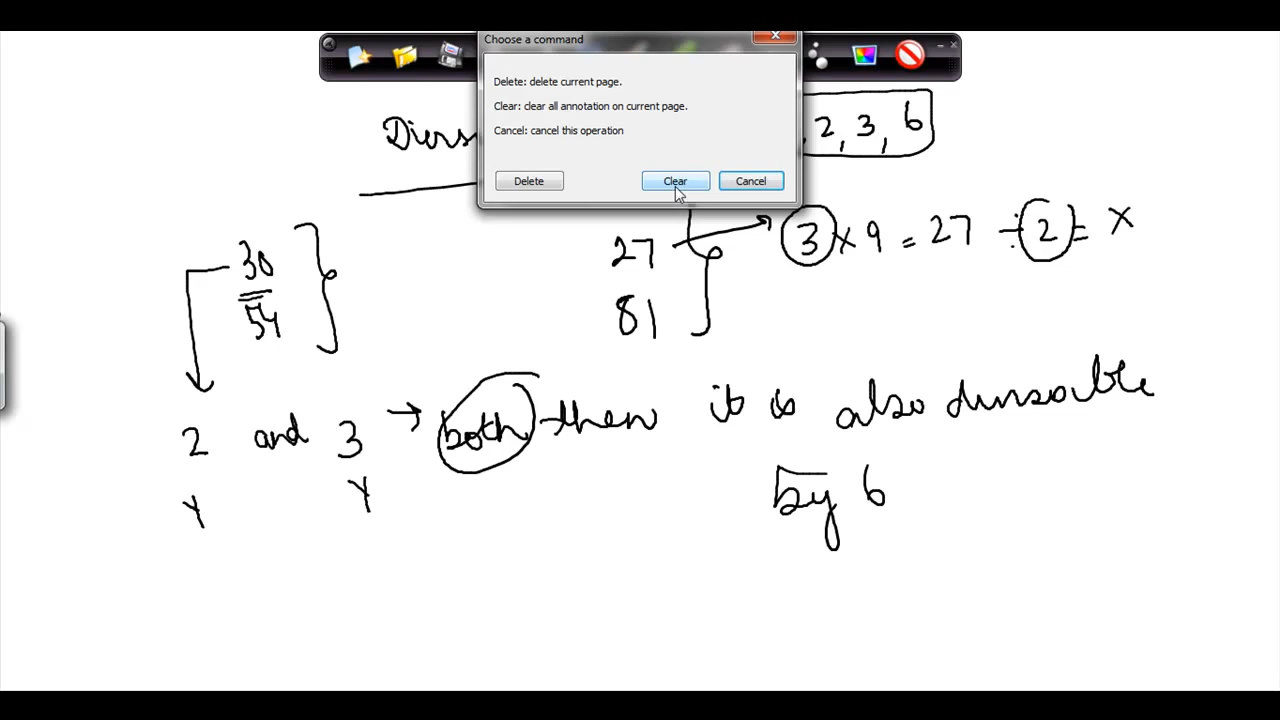 Choose a command
Delete: delete current page.
Clear: clear all annotation on current page.
Cancel: cancel this operation
Delete Clear Cancel
2, 3, 6
30
54
27 3 × 9 = 27 ÷ 2 = ×
81
2 and 3 → both then it is also divisible
Y Y
by 6